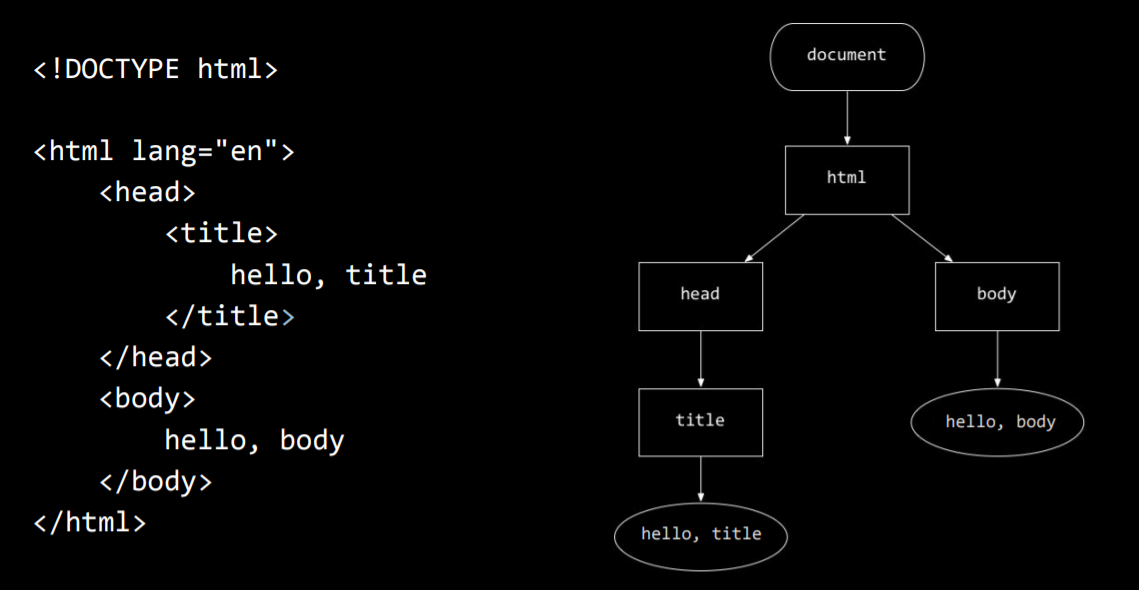 <!DOCTYPE html>
<html lang="en">
    <head>
        <title>
            hello, title
        </title>
    </head>
    <body>
        hello, body
    </body>
</html>
document
html
head
body
title
hello, body
hello, title